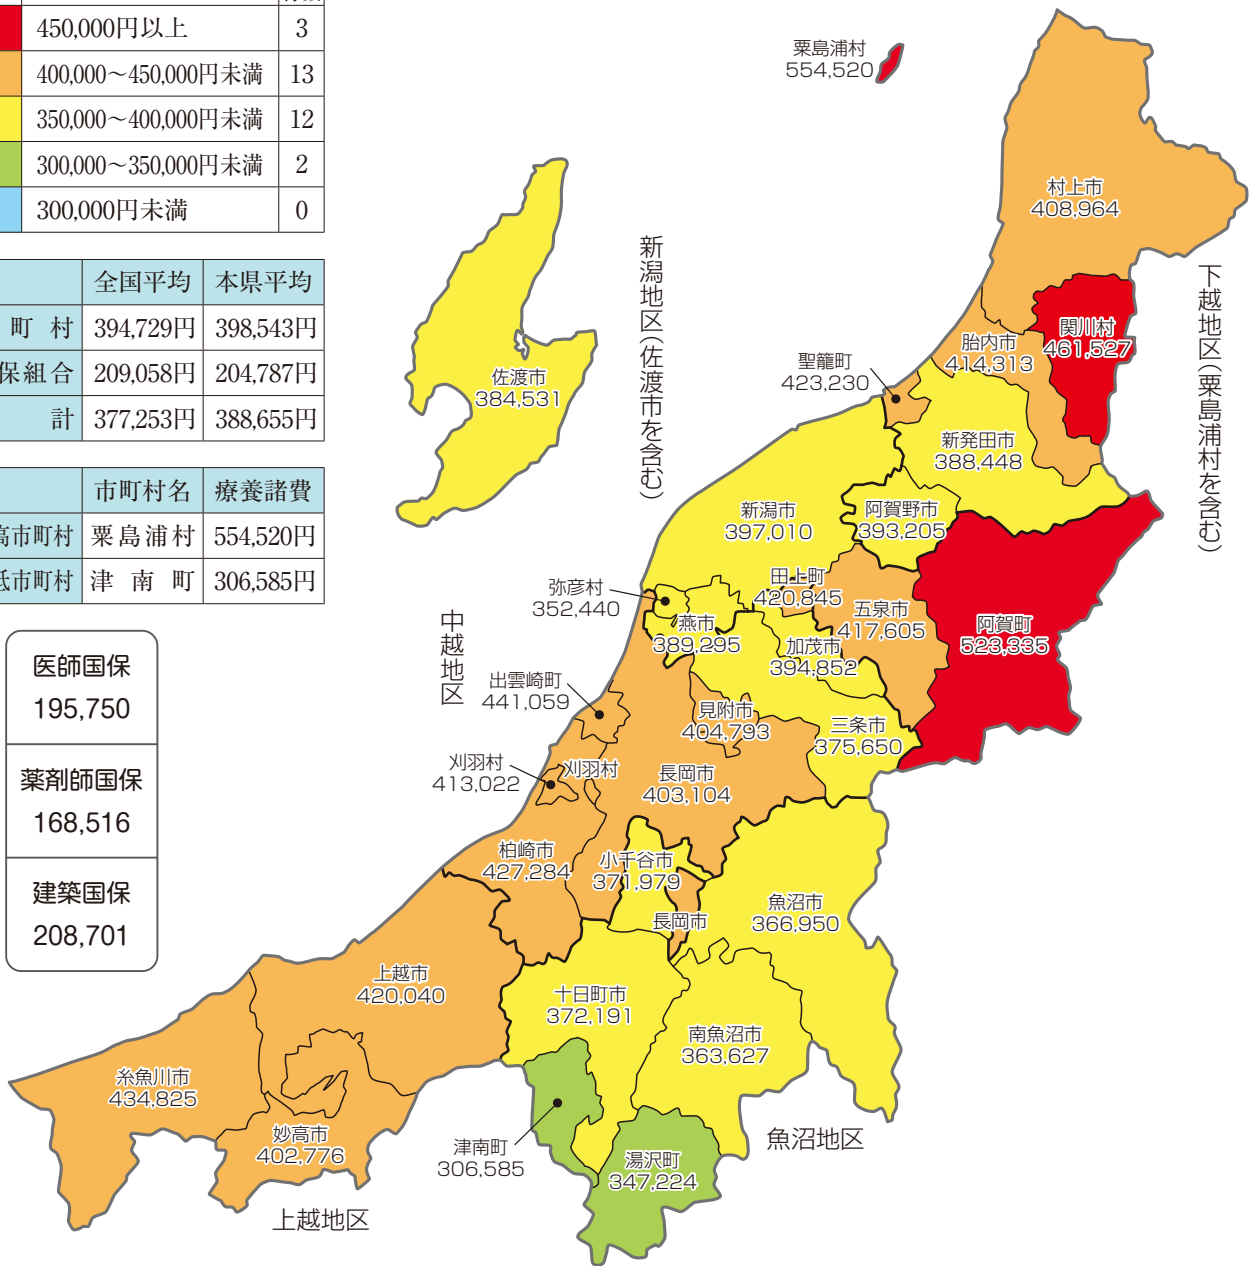 450,000円以上 3
400,000～450,000円未満 13
350,000～400,000円未満 12
300,000～350,000円未満 2
300,000円未満 0
全国平均 本県平均
町村 394,729円 398,543円
保組合 209,058円 204,787円
計 377,253円 388,655円
市町村名 療養諸費
高市町村 粟島浦村 554,520円
低市町村 津南町 306,585円
医師国保
195,750
薬剤師国保
168,516
建築国保
208,701
粟島浦村
554,520
村上市
408,964
新潟地区(佐渡市を含む)
下越地区(粟島浦村を含む)
関川村
461,527
胎内市
414,313
聖籠町
423,230
佐渡市
384,531
新発田市
388,448
新潟市
397,010
阿賀野市
393,205
弥彦村
352,440
田上町
420,845
五泉市
417,605
阿賀町
523,335
燕市
389,295
加茂市
394,852
中越地区
出雲崎町
441,059
見附市
404,793
三条市
375,650
刈羽村
413,022
刈羽村
長岡市
403,104
柏崎市
427,284
小千谷市
371,979
長岡市
魚沼市
366,950
上越市
420,040
十日町市
372,191
南魚沼市
363,627
糸魚川市
434,825
妙高市
402,776
津南町
306,585
湯沢町
347,224
魚沼地区
上越地区